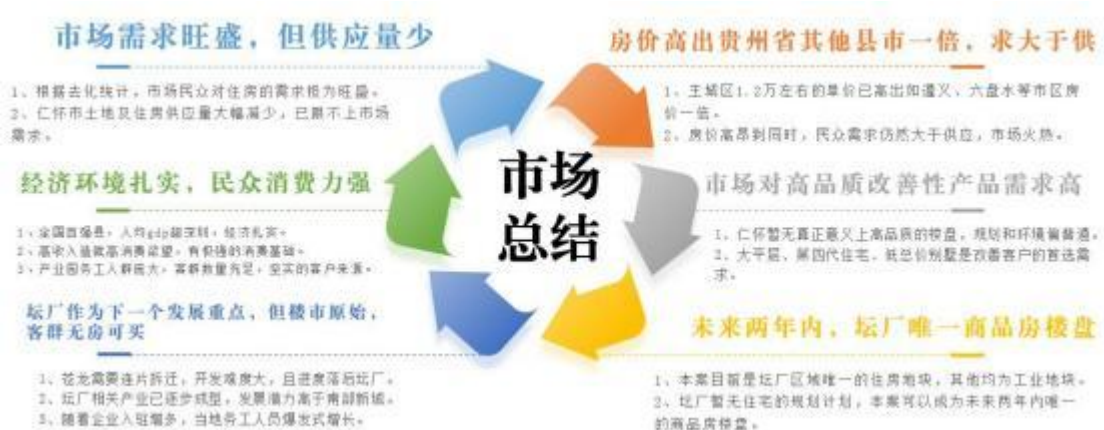 市场需求旺盛，但供应量少
1、根据去化统计，市场民众对住房的需求极为旺盛。
2、仁怀市土地及住房供应量大幅减少，已跟不上市场
需求。
经济环境扎实，民众消费力强
1、全国百强县，人均gdp超深圳，经济扎实。
2、高收入造就高消费欲望，有很强的消费基础。
3、产业园务工人群庞大，客群数量充足，坚实的客户来源。
坛厂作为下一个发展重点，但楼市原始，
客群无房可买
1、苍龙需要连片拆迁，开发难度大，且进度落后坛厂。
2、坛厂相关产业已逐步成型，发展潜力高于南部新城。
3、随着企业入驻增多，当地务工人员爆发式增长。
市场
总结
房价高出贵州省其他县市一倍，求大于供
1、主城区1.2万左右的单价已高出如遵义、六盘水等市区房
价一倍。
2、房价高昂到同时，民众需求仍然大于供应，市场火热。
市场对高品质改善性产品需求高
1、仁怀暂无真正意义上高品质的楼盘，规划和环境皆普通。
2、大平层、第四代住宅、低总价别墅是改善客户的首选需
求。
未来两年内，坛厂唯一商品房楼盘
1、本案目前是坛厂区域唯一的住房地块，其他均为工业地块。
2、坛厂暂无住宅的规划计划，本案可以成为未来两年内唯一
的商品房楼盘。